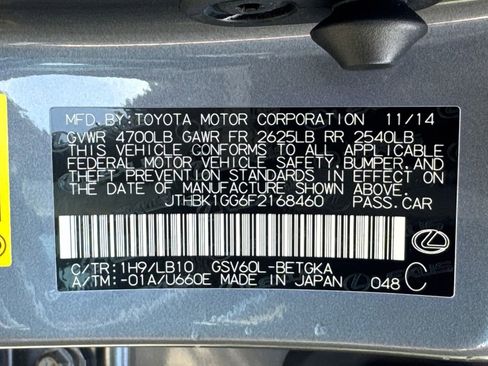 MFD.BY:TOYOTA MOTOR CORPORATION 11/14
GVWR 4700LB GAWR FR 2625LB RR 2540LB
THIS VEHICLE CONFORMS TO ALL APPLICABLE
FEDERAL MOTOR VEHICLE SAFETY,BUMPER,AND
THEFT PREVENTION STANDARDS IN EFFECT ON
THE DATE OF MANUFACTURE SHOWN ABOVE.
JTHBK1GG6F2168460 PASS.CAR
C/TR:1H9/LB10 GSV60L-BETGKA
A/TM:-01A/U660E MADE IN JAPAN 048 C